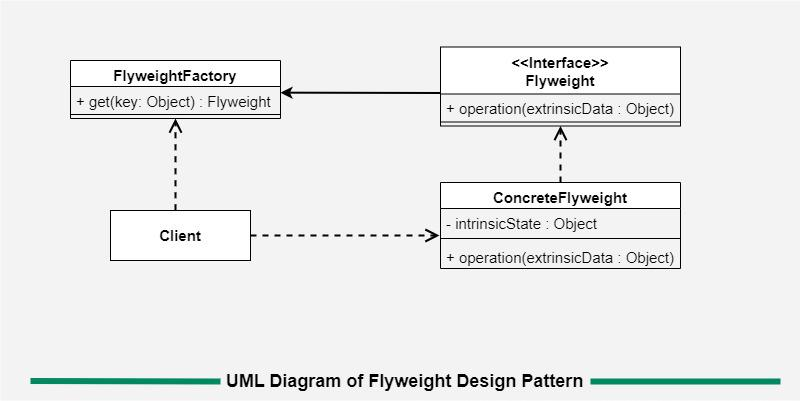 FlyweightFactory
+ get(key: Object) : Flyweight
<<Interface>>
Flyweight
+ operation(extrinsicData : Object)
Client
ConcreteFlyweight
- intrinsicState : Object
+ operation(extrinsicData : Object)
UML Diagram of Flyweight Design Pattern